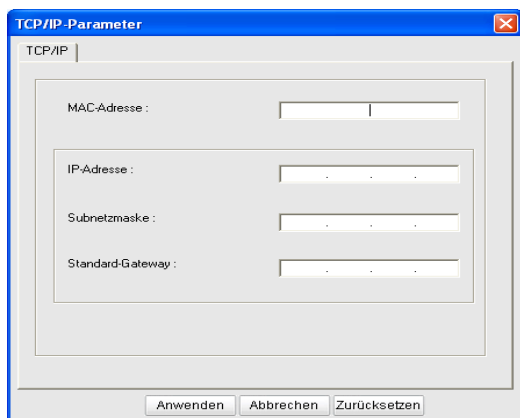 TCP/IP-Parameter
TCP/IP
MAC-Adresse :
IP-Adresse :
. . .
Subnetzmaske :
. . .
Standard-Gateway :
. . .
Anwenden Abbrechen Zurücksetzen